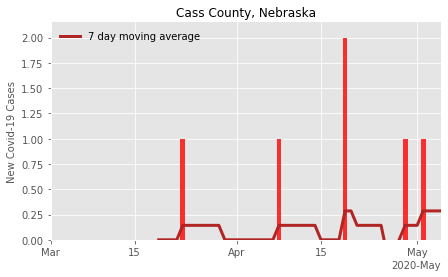 Cass County, Nebraska
7 day moving average
New Covid-19 Cases
2.00
1.75
1.50
1.25
1.00
0.75
0.50
0.25
0.00
Mar
15
Apr
15
May
2020-May